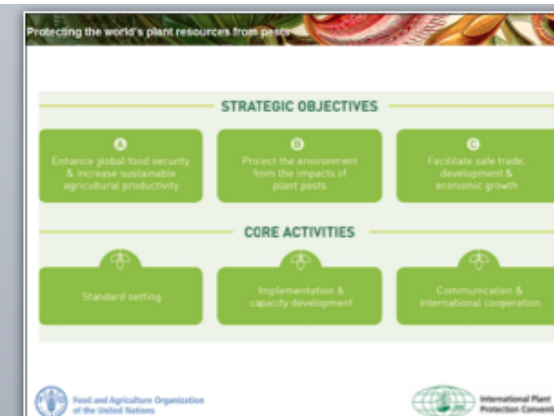 Protecting the world's plant resources from pests
STRATEGIC OBJECTIVES
A
Enhance global food security
& increase sustainable
agricultural productivity
B
Protect the environment
from the impacts of
plant pests
C
Facilitate safe trade,
development &
economic growth
CORE ACTIVITIES
Standard setting
Implementation &
capacity development
Communication &
international cooperation
Food and Agriculture Organization
of the United Nations
International Plant
Protection Conventi